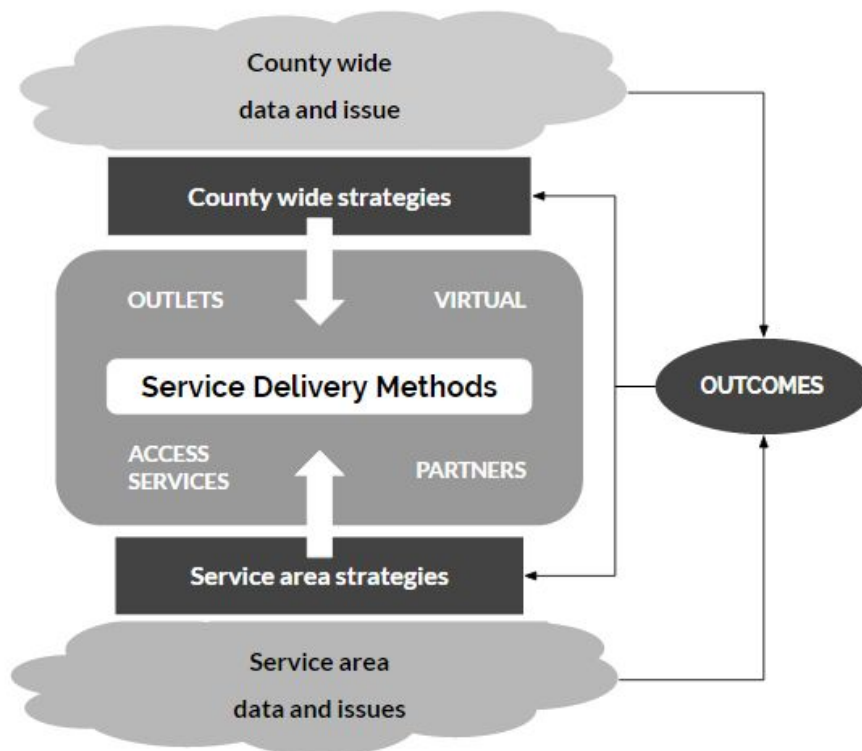 County wide
data and issue
County wide strategies
OUTLETS
VIRTUAL
Service Delivery Methods
ACCESS
SERVICES
PARTNERS
OUTCOMES
Service area strategies
Service area
data and issues